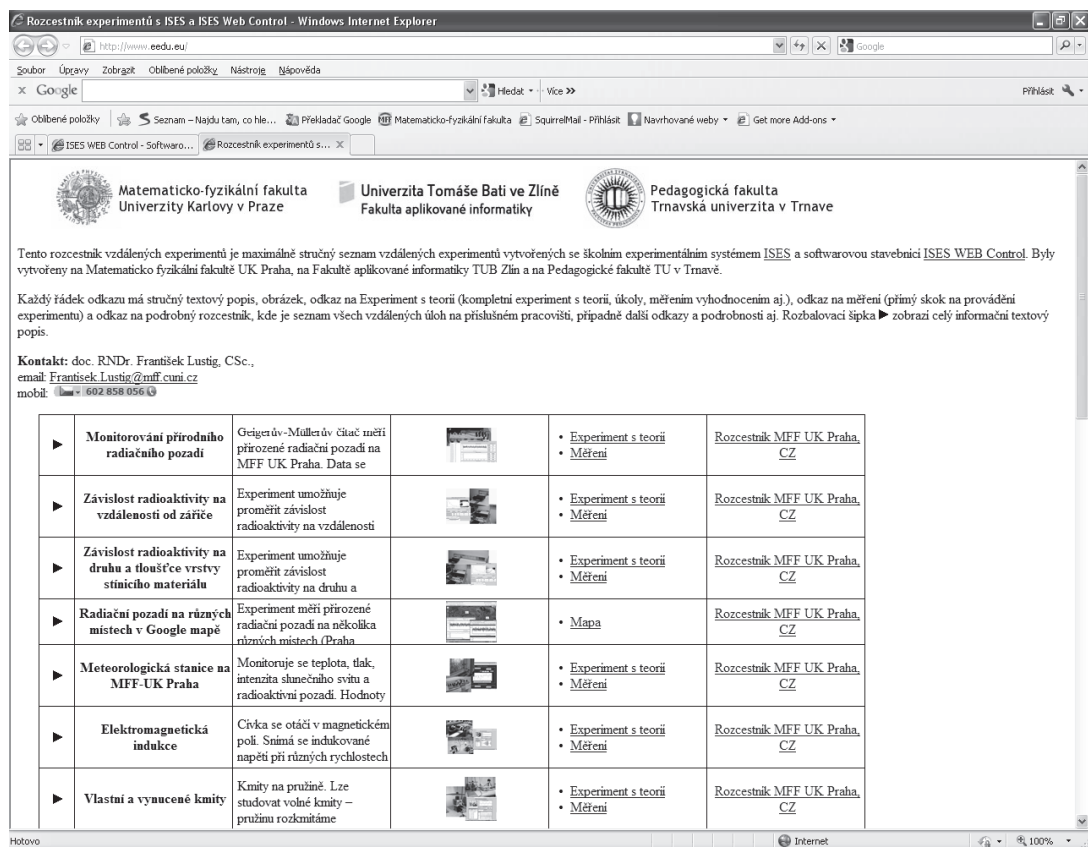 Rozcestník experimentů s ISES a ISES Web Control - Windows Internet Explorer
http://www.eedu.eu/
Google
Soubor Úpravy Zobrazit Oblíbené položky Nástroje Nápověda
x Google Hledat Více >> Přihlásit
Oblíbené položky Seznam – Najdu tam, co hle... Překladač Google Matematicko-fyzikální fakulta SquirrelMail - Přihlásit Navrhované weby Get more Add-ons
ISES WEB Control - Softwaro... Rozcestník experimentů s... X
Matematicko-fyzikální fakulta
Univerzity Karlovy v Praze
Univerzita Tomáše Bati ve Zlíně
Fakulta aplikované informatiky
Pedagogická fakulta
Trnavská univerzita v Trnave
Tento rozcestník vzdálených experimentů je maximálně stručný seznam vzdálených experimentů vytvořených se školním experimentálním systémem ISES a softwarovou stavebnici ISES WEB Control. Byly
vytvořeny na Matematicko fyzikální fakultě UK Praha, na Fakultě aplikované informatiky TUB Zlín a na Pedagogické fakultě TU v Trnavě.
Každý řádek odkazu má stručný textový popis, obrázek, odkaz na Experiment s teorií (kompletní experiment s teorií, úkoly, měřením vyhodnocením aj.), odkaz na měření (přímý skok na provádění
experimentu) a odkaz na podrobný rozcestník, kde je seznam všech vzdálených úloh na příslušném pracovišti, případně další odkazy a podrobnosti aj. Rozbalovací šipka ► zobrazí celý informační textový
popis.
Kontakt: doc. RNDr. František Lustig, CSc.,
email: Frantisek.Lustig@mff.cuni.cz
mobil: 602 858 056
Monitorování přírodního
radiačního pozadí
Geigerův-Müllerův čítač měří
přirozené radiační pozadí na
MFF UK Praha. Data se
• Experiment s teorií
• Měření
Rozcestník MFF UK Praha,
CZ
Závislost radioaktivity na
vzdálenosti od zářiče
Experiment umožňuje
proměřit závislost
radioaktivity na vzdálenosti
• Experiment s teorií
• Měření
Rozcestník MFF UK Praha,
CZ
Závislost radioaktivity na
druhu a tloušťce vrstvy
stínícího materiálu
Experiment umožňuje
proměřit závislost
radioaktivity na druhu a
• Experiment s teorií
• Měření
Rozcestník MFF UK Praha,
CZ
Radiační pozadí na různých
místech v Google mapě
Experiment měří přirozené
radiační pozadí na několika
různých místech (Praha
• Mapa
Rozcestník MFF UK Praha,
CZ
Meteorologická stanice na
MFF-UK Praha
Monitoruje se teplota, tlak,
intenzita slunečního svitu a
radioaktivní pozadí. Hodnoty
• Experiment s teorií
• Měření
Rozcestník MFF UK Praha,
CZ
Elektromagnetická
indukce
Cívka se otáčí v magnetickém
poli. Snímá se indukované
napětí při různých rychlostech
• Experiment s teorií
• Měření
Rozcestník MFF UK Praha,
CZ
Vlastní a vynucené kmity
Kmity na pružině. Lze
studovat volné kmity –
pružinu rozkmitáme
• Experiment s teorií
• Měření
Rozcestník MFF UK Praha,
CZ
Hotovo Internet 100%